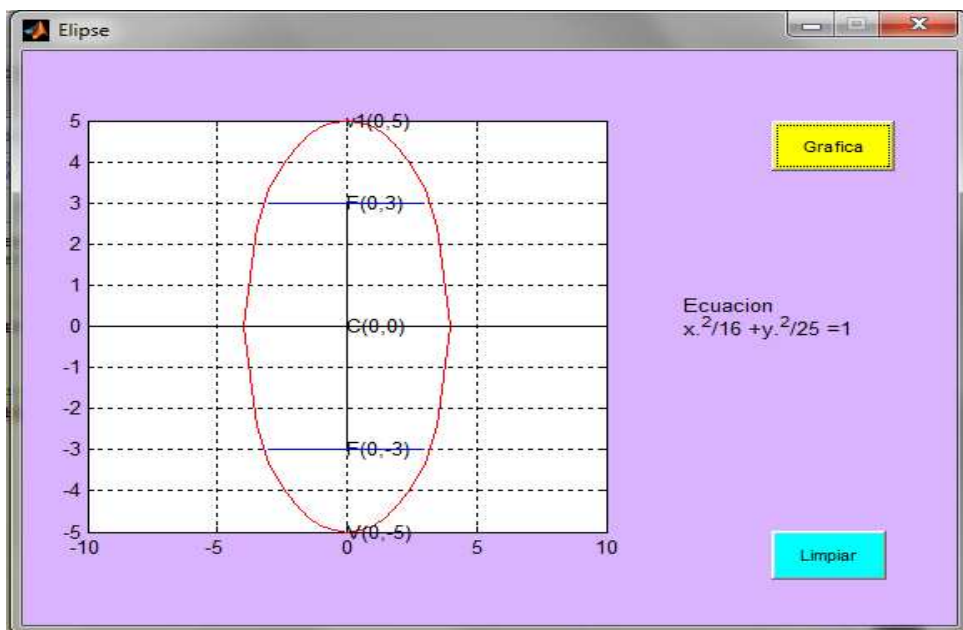 Elipse
5
4
3
2
1
0
-1
-2
-3
-4
-5
-10
-5
0
5
10
v1(0,5)
F(0,3)
C(0,0)
F(0,-3)
V(0,-5)
Grafica
Ecuacion
x.²/16 +y.²/25 =1
Limpiar